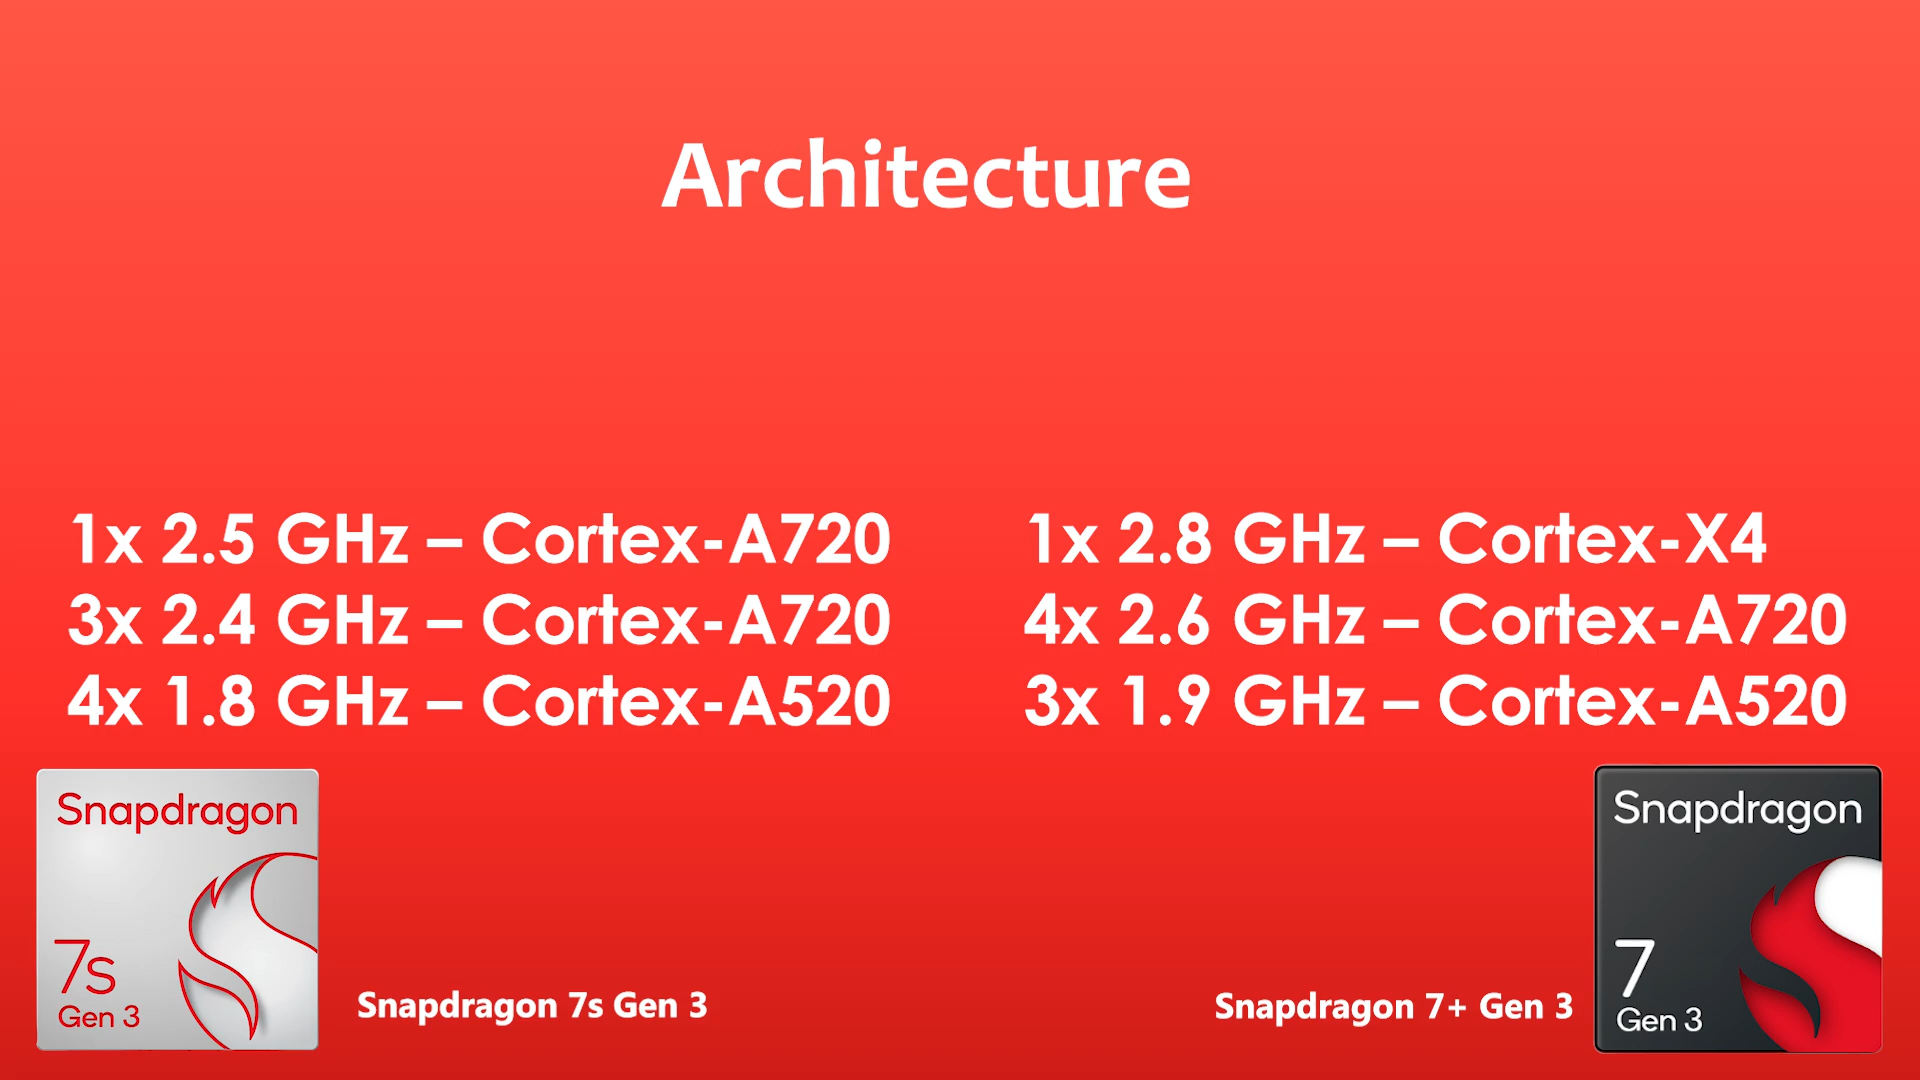 Architecture
1x 2.5 GHz – Cortex-A720
3x 2.4 GHz – Cortex-A720
4x 1.8 GHz – Cortex-A520
1x 2.8 GHz – Cortex-X4
4x 2.6 GHz – Cortex-A720
3x 1.9 GHz – Cortex-A520
Snapdragon
7s
Gen 3
Snapdragon 7s Gen 3
Snapdragon 7+ Gen 3
Snapdragon
7
Gen 3